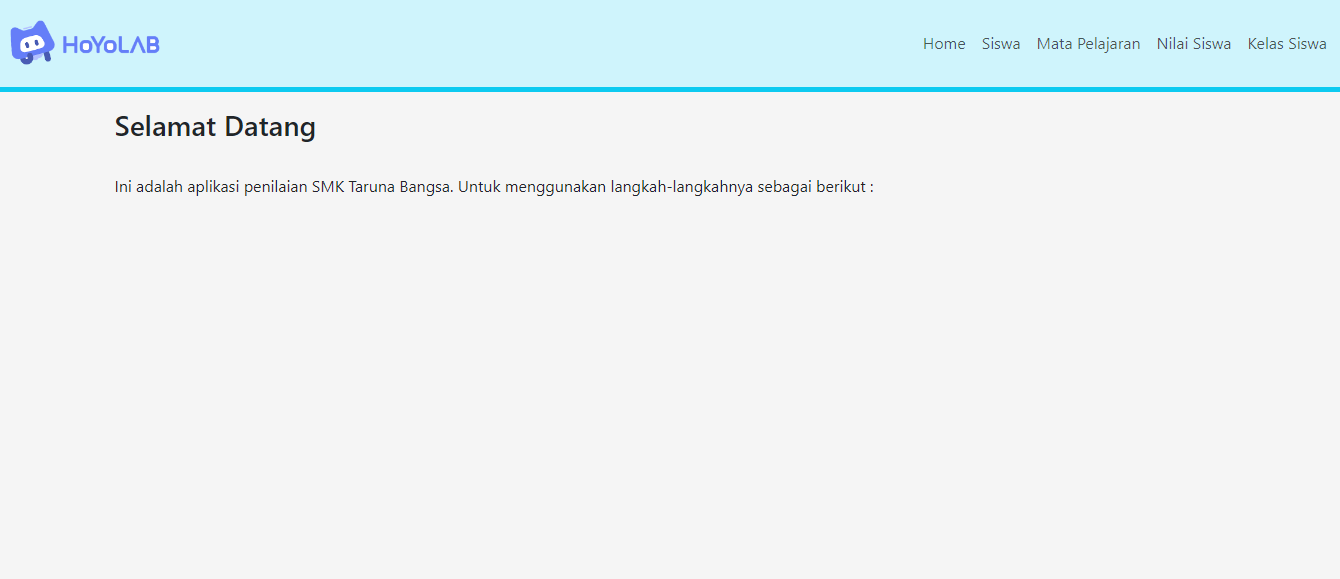 HoYoLAB
Home Siswa Mata Pelajaran Nilai Siswa Kelas Siswa
Selamat Datang
Ini adalah aplikasi penilaian SMK Taruna Bangsa. Untuk menggunakan langkah-langkahnya sebagai berikut :